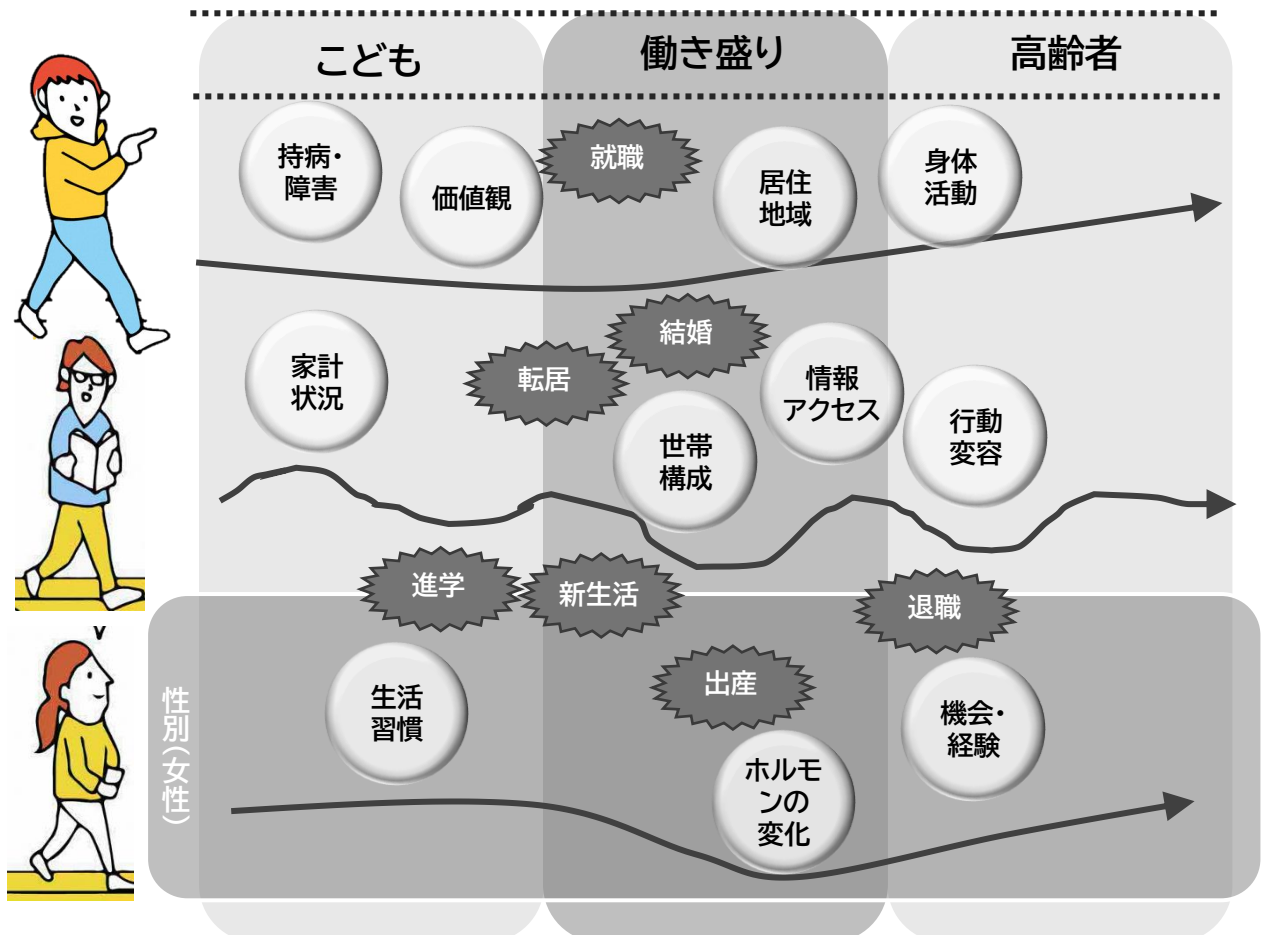 こども
働き盛り
高齢者
持病・
障害
価値観
就職
居住
地域
身体
活動
家計
状況
転居
結婚
世帯
構成
情報
アクセス
行動
変容
進学
新生活
退職
性別(女性)
生活
習慣
出産
ホルモ
ンの
変化
機会・
経験